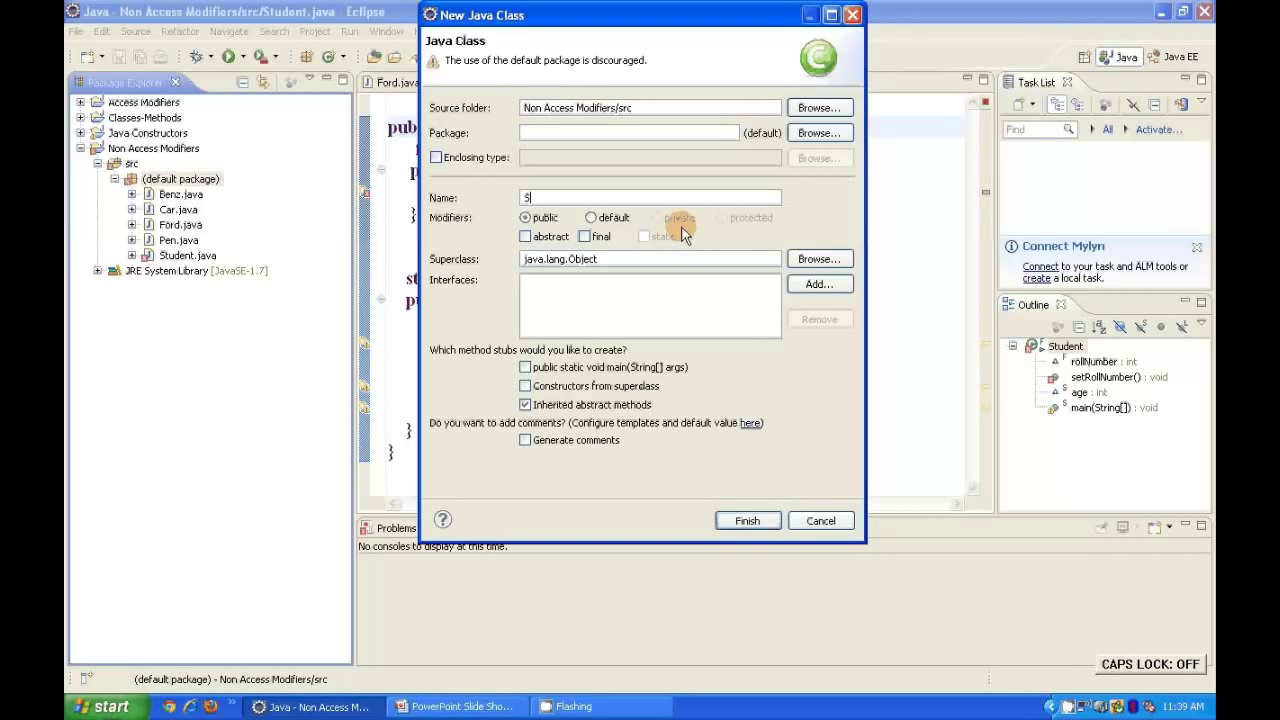 Java - Non Access Modifiers/src/Student.java - Eclipse
File Edit Source Refactor Navigate Search Project Run Window
Java Java EE
Package Explorer
Access Modifiers
Classes-Methods
Java Constructors
Non Access Modifiers
src
(default package)
Benz.java
Car.java
Ford.java
Pen.java
Student.java
JRE System Library [JavaSE-1.7]
Ford.java
}
}
}
New Java Class
Java Class
The use of the default package is discouraged.
Source folder: Non Access Modifiers/src Browse...
Package: (default) Browse...
Enclosing type: Browse...
Name: S
Modifiers: public default private protected
abstract final static
Superclass: java.lang.Object Browse...
Interfaces: Add...
Remove
Which method stubs would you like to create?
public static void main(String[] args)
Constructors from superclass
Inherited abstract methods
Do you want to add comments? (Configure templates and default value here)
Generate comments
? Finish Cancel
Task List
Find All Activate...
Connect Mylyn
Connect to your task and ALM tools or
create a local task.
Outline
Student
rollNumber : int
setRollNumber() : void
age : int
main(String[]) : void
Problems
No consoles to display at this time.
CAPS LOCK: OFF
(default package) - Non Access Modifiers/src
start Java - Non Access M... PowerPoint Slide Sho... Flashing 11:39 AM